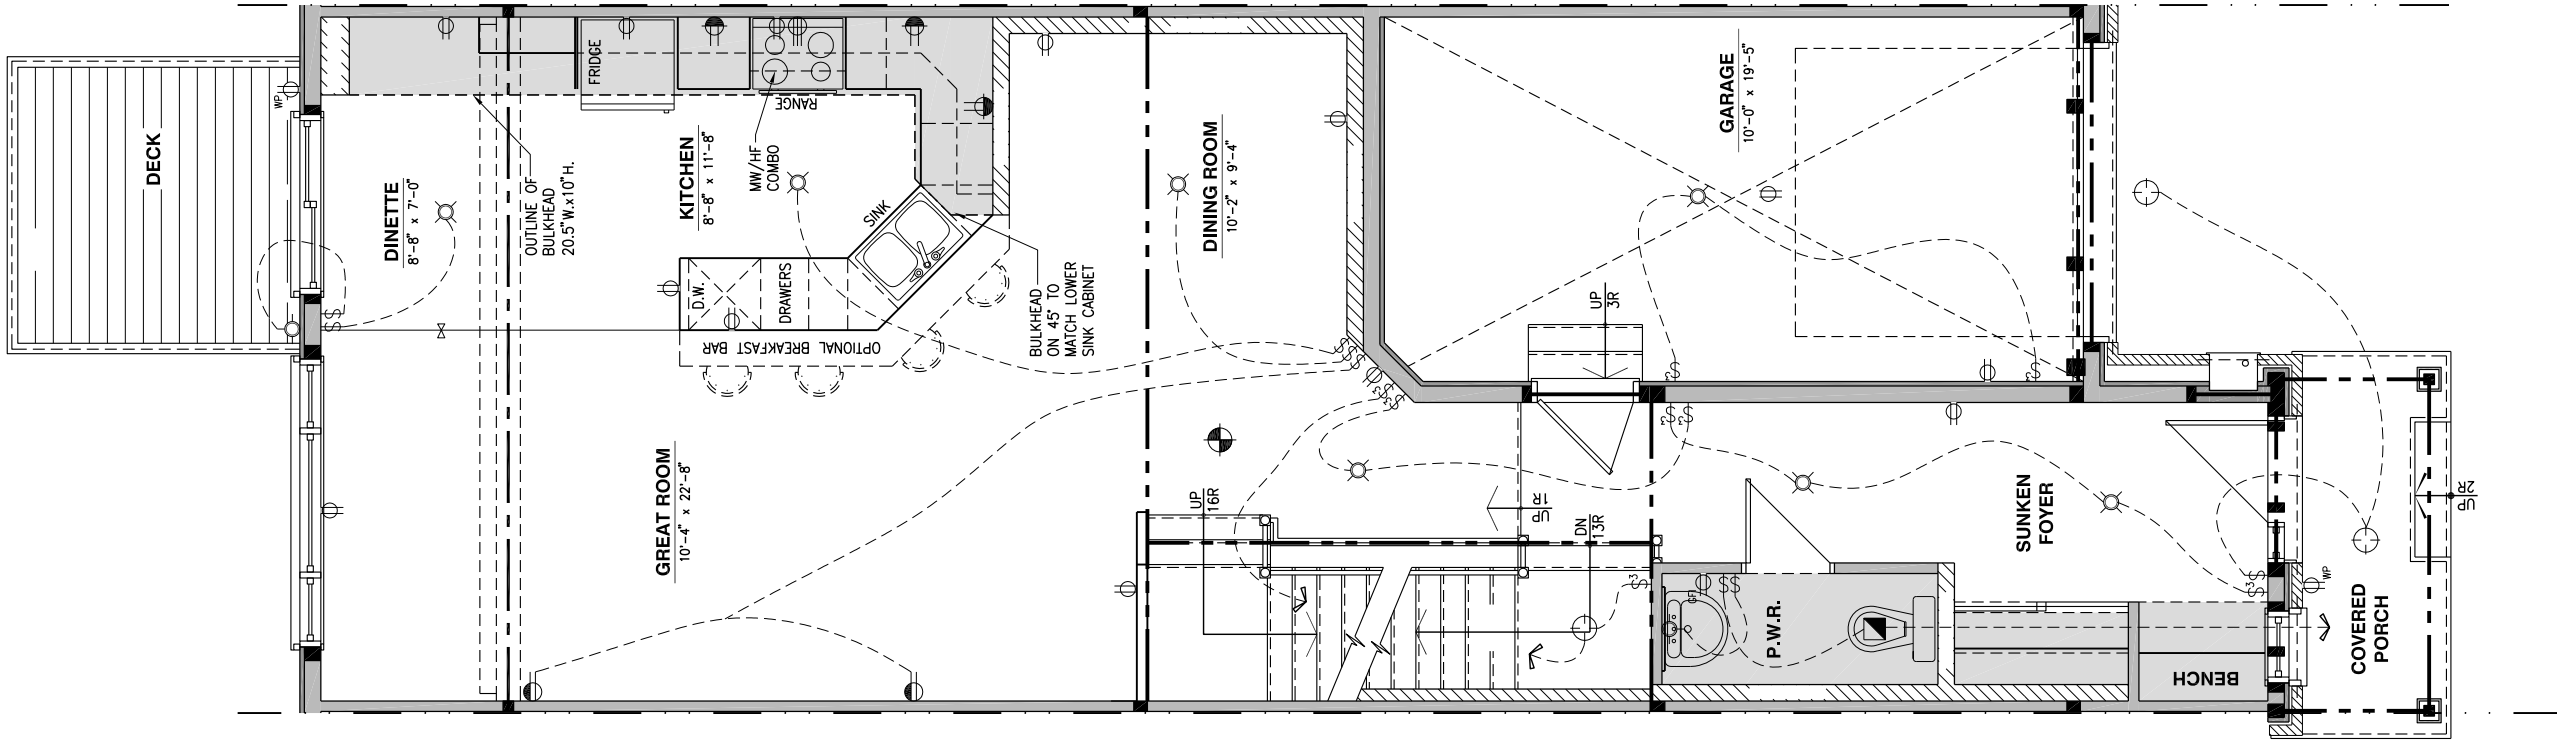 DECK
WP
DINETTE
8'-8" x 7'-0"
OUTLINE OF
BULKHEAD
20.5"W.x10"H.
FRIDGE
KITCHEN
8'-8" x 11'-8"
MW/HF
COMBO
RANGE
SINK
D.W.
DRAWERS
OPTIONAL BREAKFAST BAR
BULKHEAD
ON 45° TO
MATCH LOWER
SINK CABINET
GREAT ROOM
10'-4" x 22'-8"
DINING ROOM
10'-2" x 9'-4"
GARAGE
10'-0" x 19'-5"
UP
3R
UP
16R
UP
1R
DN
13R
GFI
P.W.R.
SUNKEN
FOYER
BENCH
WP
COVERED
PORCH
UP
2R